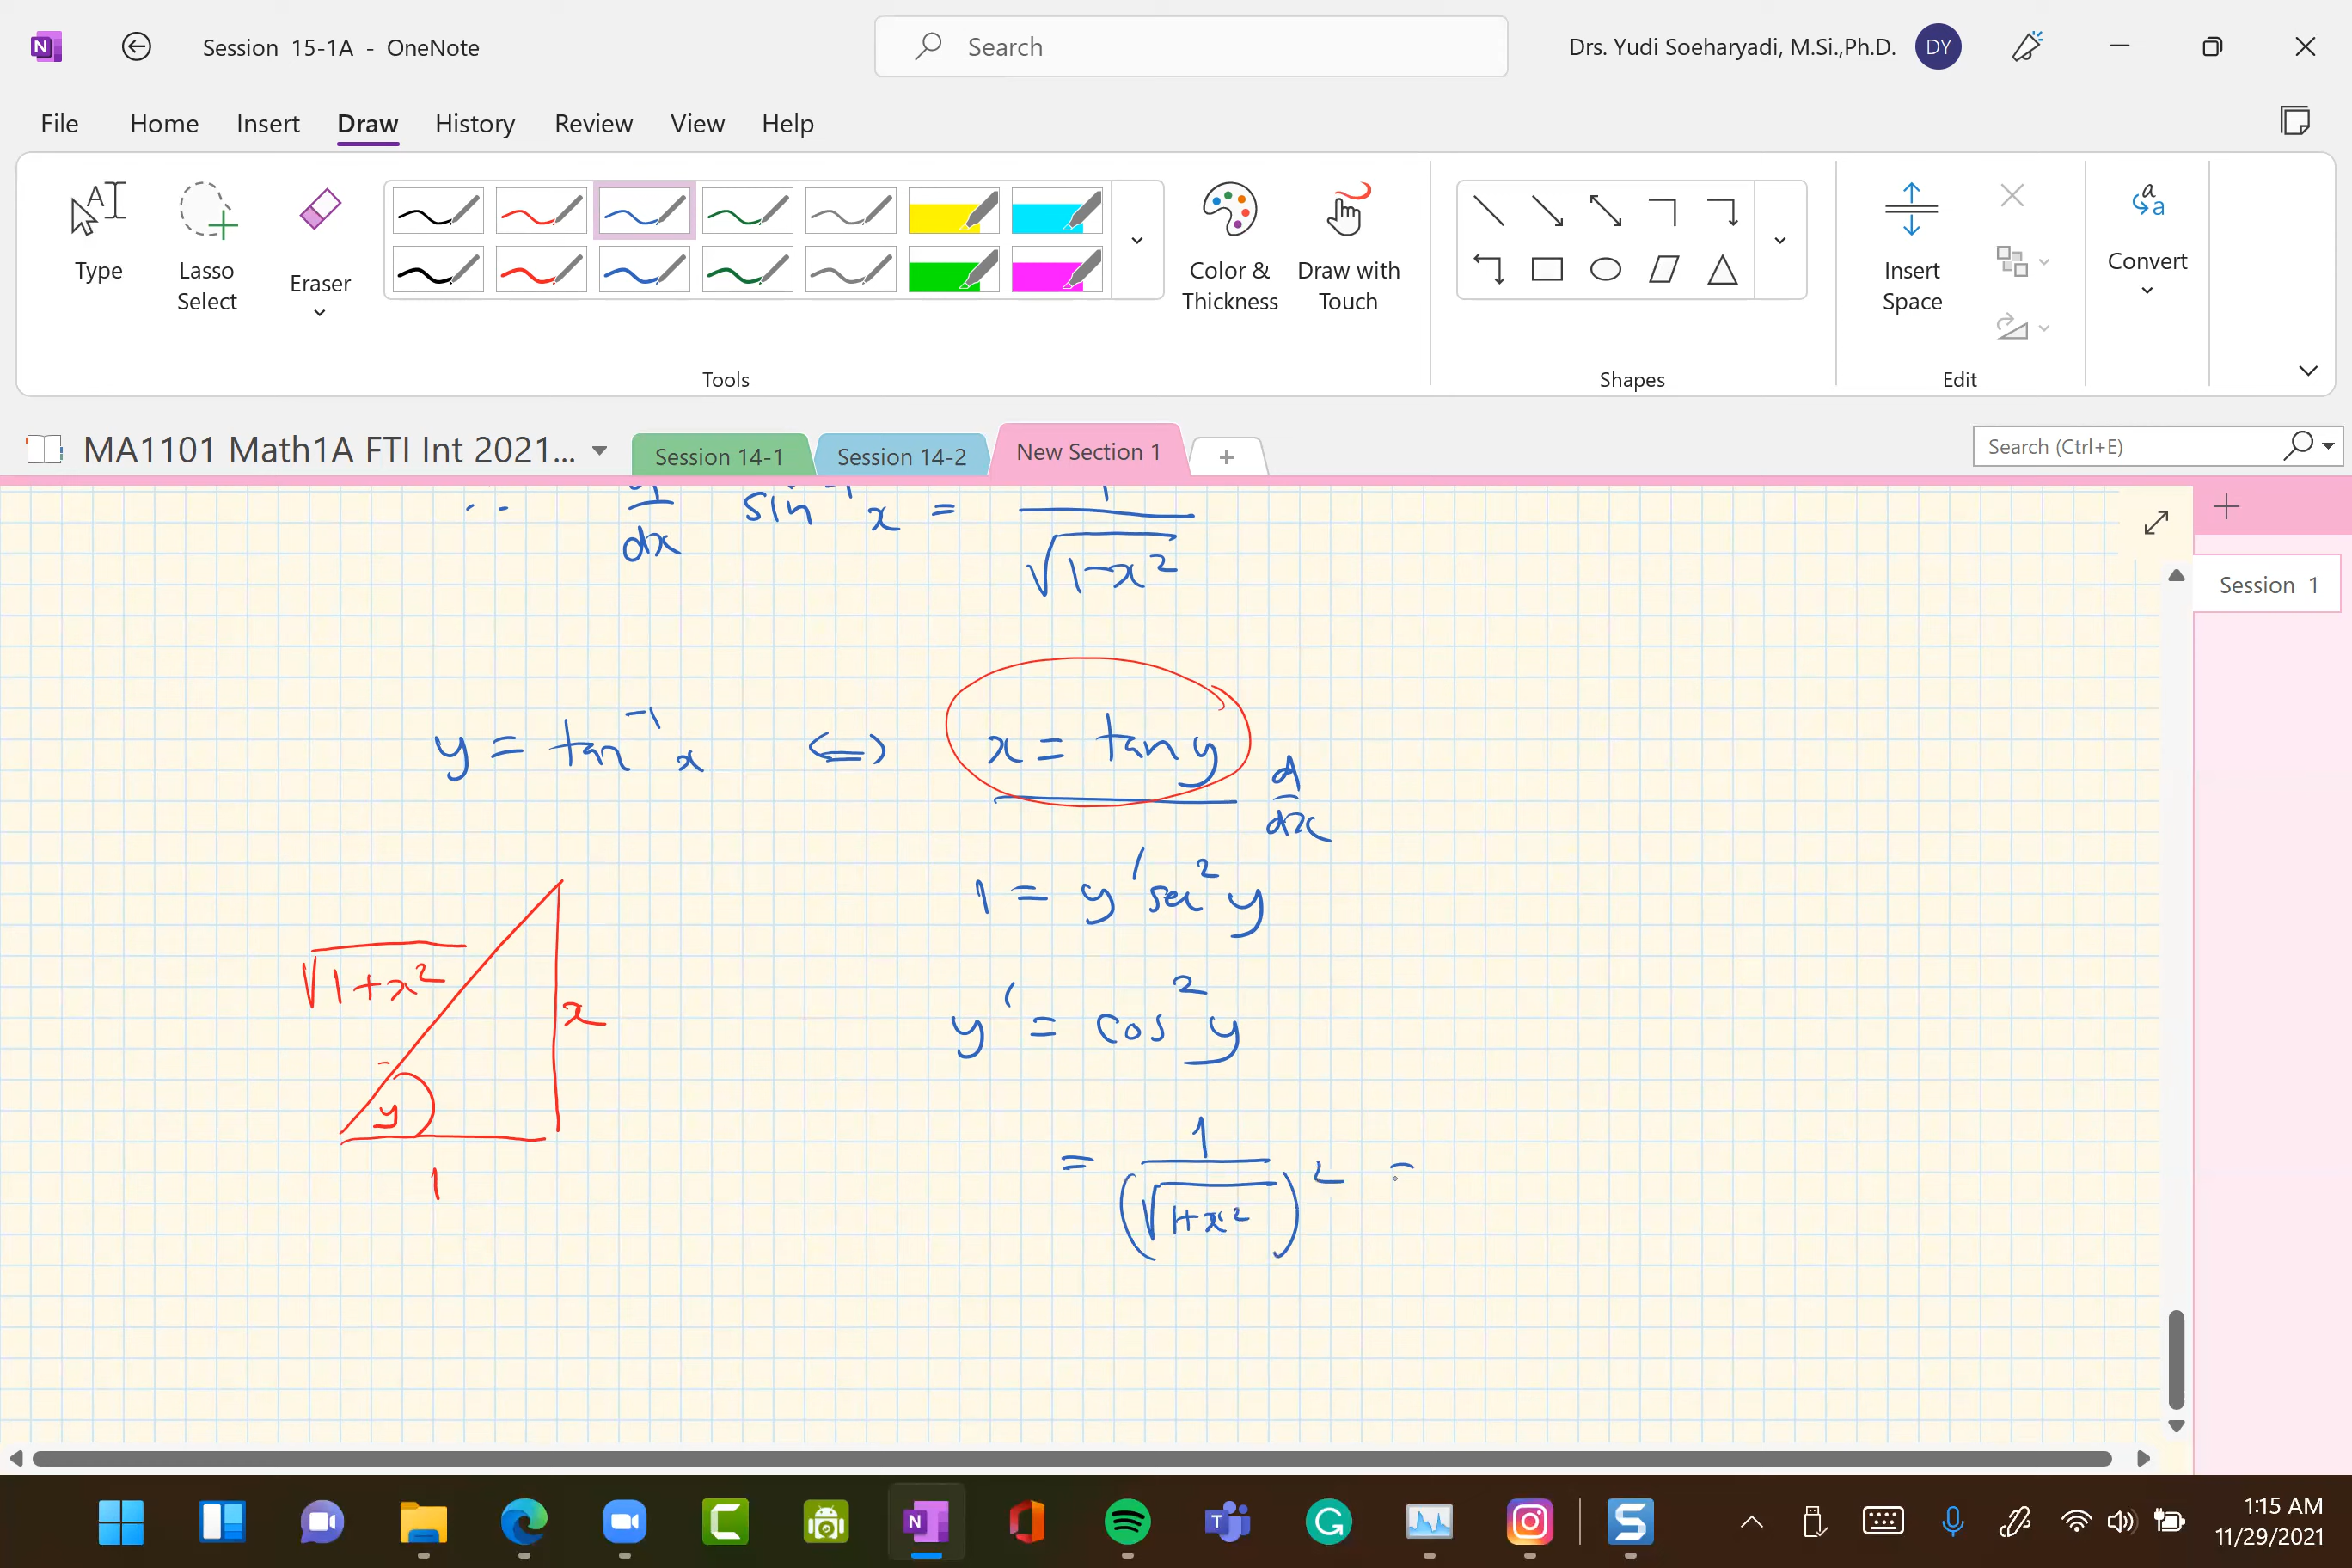 Session 15-1A - OneNote
Search
Drs. Yudi Soeharyadi, M.Si.,Ph.D.
DY
File Home Insert Draw History Review View Help
Type
Lasso Select
Eraser
Color & Thickness
Draw with Touch
Insert Space
Convert
Tools
Shapes
Edit
MA1101 Math1A FTI Int 2021...
Session 14-1
Session 14-2
New Section 1
Search (Ctrl+E)
Session 1
dx sin⁻¹ x = 1/√(1-x²)
y = tan⁻¹ x ⇔ x = tan y
d/dx
1 = y' sec² y
√(1+x²)
x
y' = cos² y
y
1
= 1/(√(1+x²))² =
1:15 AM
11/29/2021